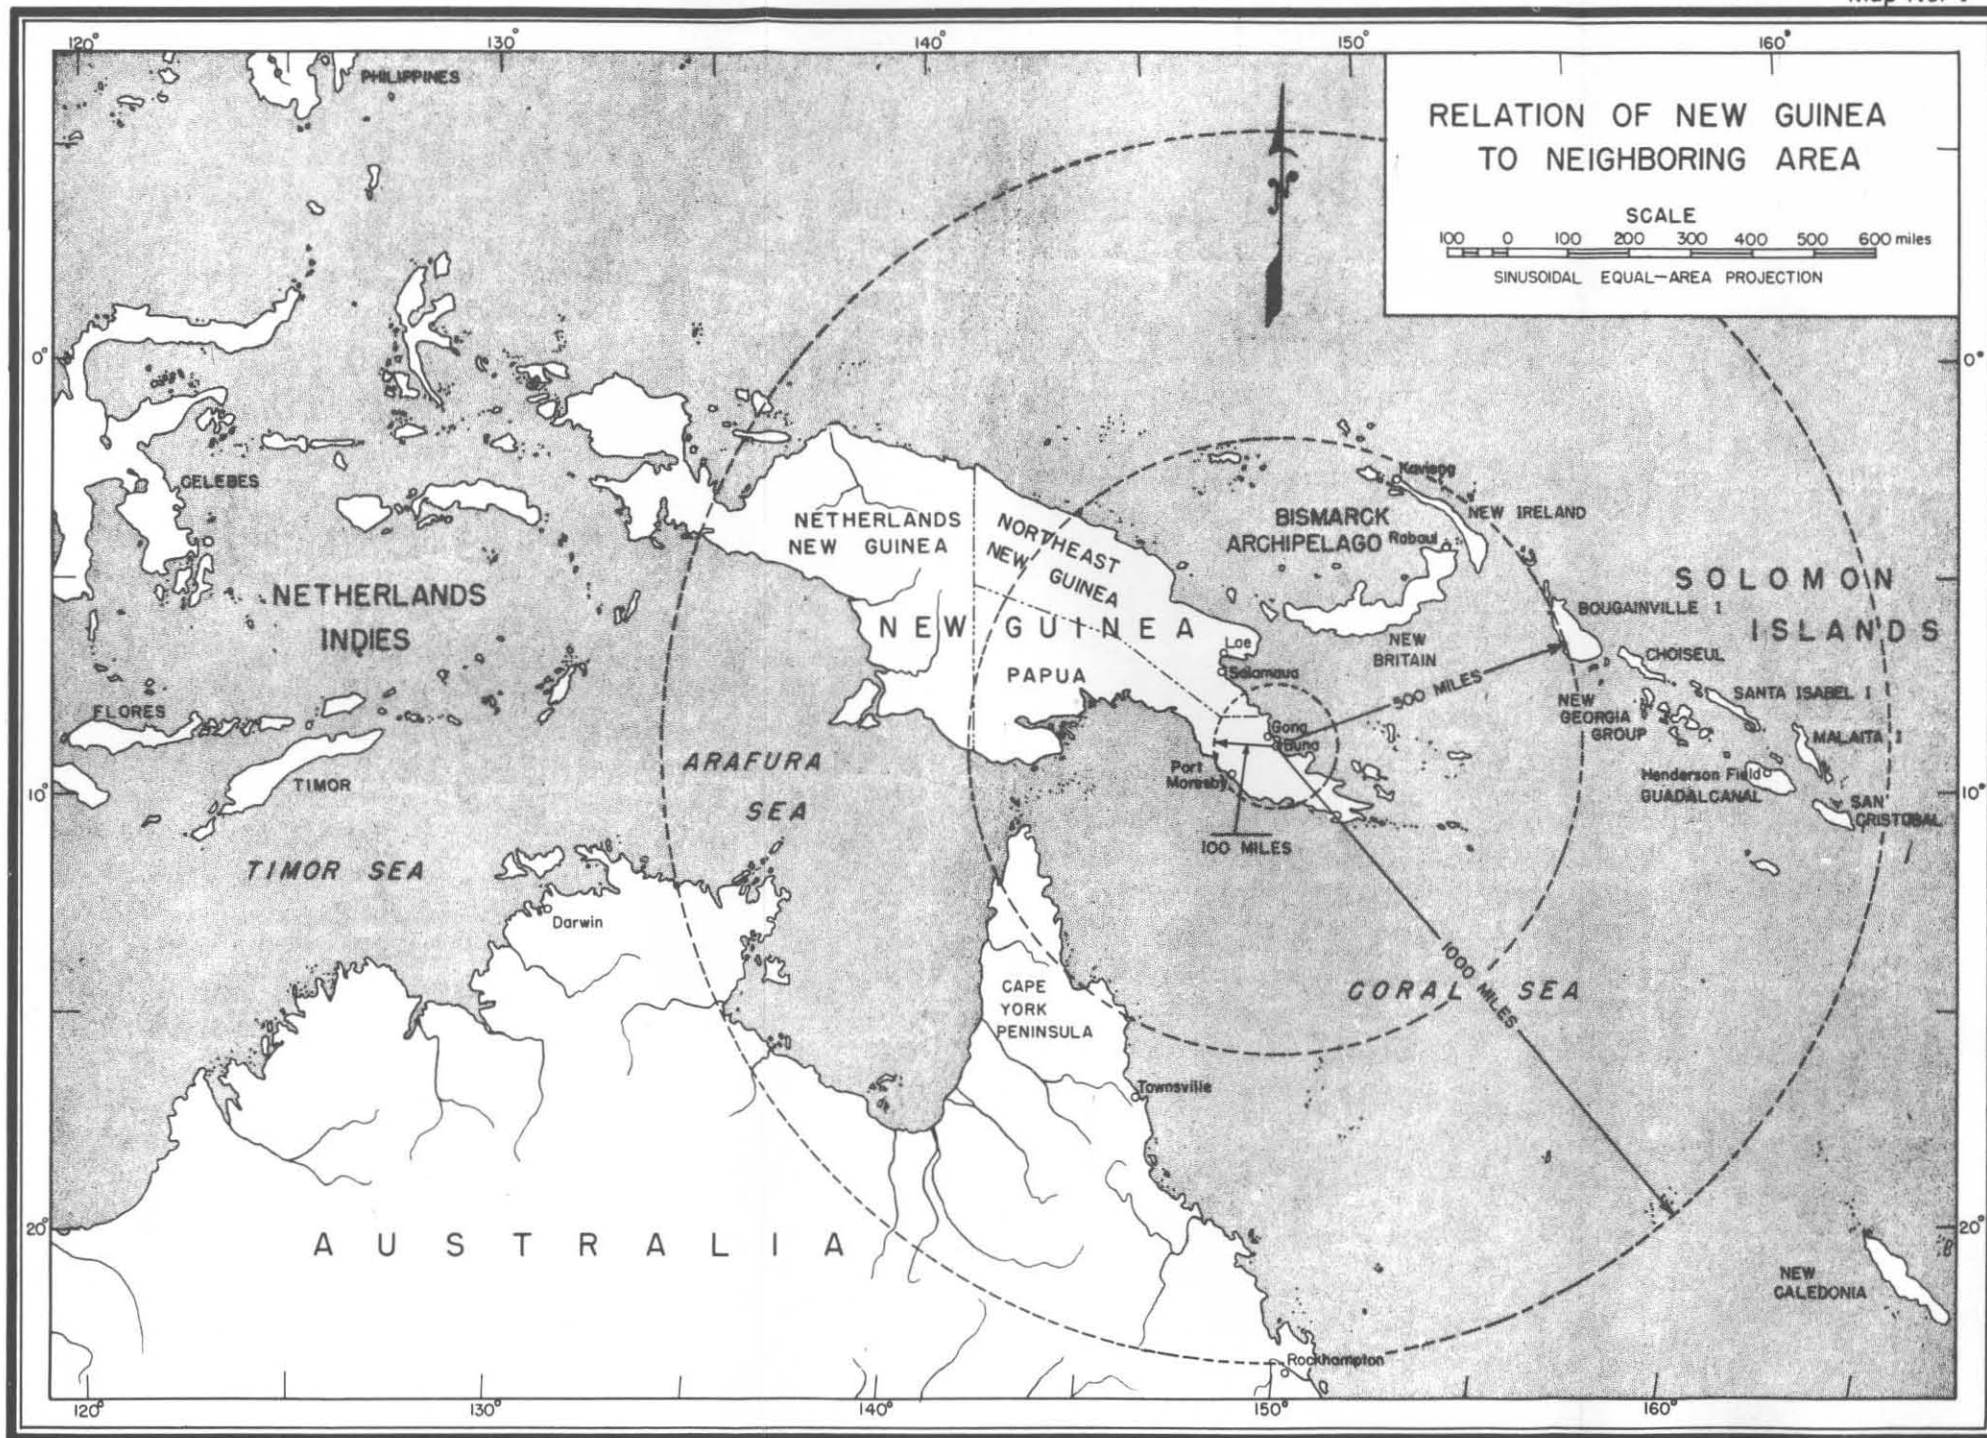 120°
130°
140°
150°
160°
PHILIPPINES
RELATION OF NEW GUINEA
TO NEIGHBORING AREA
SCALE
100 0 100 200 300 400 500 600 miles
SINUSOIDAL EQUAL-AREA PROJECTION
0°
0°
CELEBES
Kavieng
NEW IRELAND
NETHERLANDS
NEW GUINEA
NORTHEAST
NEW GUINEA
BISMARCK
ARCHIPELAGO
Rabaul
NETHERLANDS
INDIES
SOLOMON
ISLANDS
BOUGAINVILLE I
NEW GUINEA
Lae
NEW
BRITAIN
CHOISEUL
PAPUA
Salamaua
500 MILES
SANTA ISABEL I
FLORES
NEW
GEORGIA
GROUP
Gona
Buna
MALAITA I
ARAFURA
SEA
Port
Moresby
Henderson Field
GUADALCANAL
TIMOR
10°
10°
SAN
CRISTOBAL
100 MILES
TIMOR SEA
Darwin
1000 MILES
CORAL SEA
CAPE
YORK
PENINSULA
Townsville
20°
20°
AUSTRALIA
NEW
CALEDONIA
Rockhampton
120°
130°
140°
150°
160°